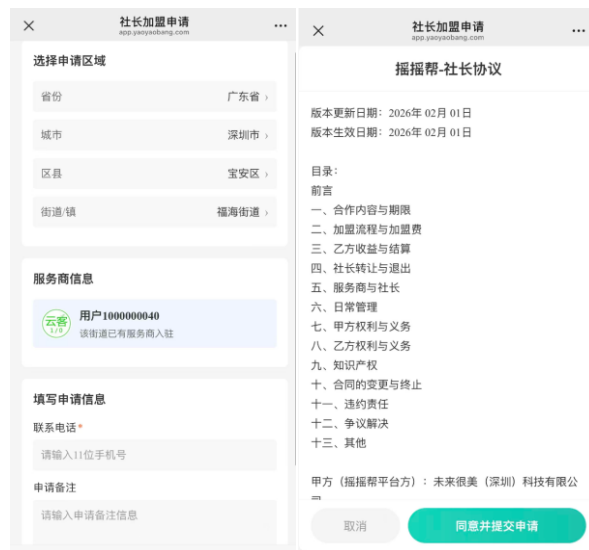 社长加盟申请
app.yaoyaobang.com
选择申请区域
省份 广东省
城市 深圳市
区县 宝安区
街道/镇 福海街道
服务商信息
云客
1/0
用户1000000040
该街道已有服务商入驻
填写申请信息
联系电话*
请输入11位手机号
申请备注
请输入申请备注信息
社长加盟申请
app.yaoyaobang.com
摇摇帮-社长协议
版本更新日期：2026年 02月 01日
版本生效日期：2026年 02月 01日
目录：
前言
一、合作内容与期限
二、加盟流程与加盟费
三、乙方收益与结算
四、社长转让与退出
五、服务商与社长
六、日常管理
七、甲方权利与义务
八、乙方权利与义务
九、知识产权
十、合同的变更与终止
十一、违约责任
十二、争议解决
十三、其他
甲方（摇摇帮平台方）：未来很美（深圳）科技有限公
取消
同意并提交申请